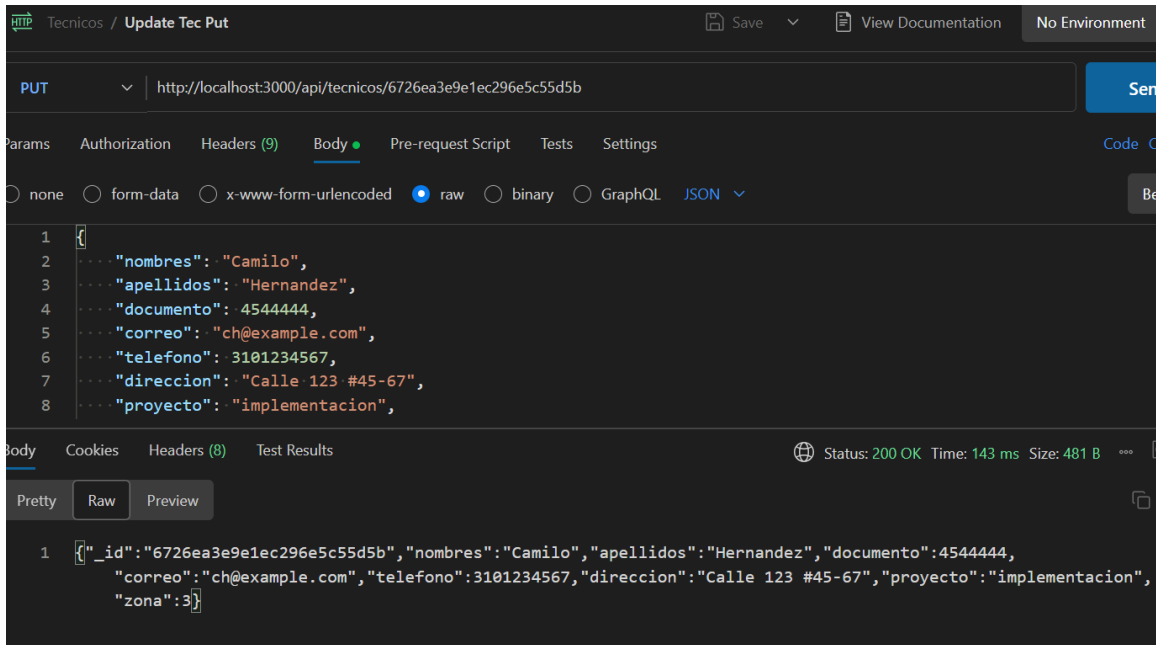 HTTP Tecnicos / Update Tec Put Save View Documentation No Environment
PUT http://localhost:3000/api/tecnicos/6726ea3e9e1ec296e5c55d5b Sen
Params Authorization Headers (9) Body Pre-request Script Tests Settings Code C
none form-data x-www-form-urlencoded raw binary GraphQL JSON Be
1 {
2 "nombres": "Camilo",
3 "apellidos": "Hernandez",
4 "documento": 4544444,
5 "correo": "ch@example.com",
6 "telefono": 3101234567,
7 "direccion": "Calle 123 #45-67",
8 "proyecto": "implementacion",
Body Cookies Headers (8) Test Results Status: 200 OK Time: 143 ms Size: 481 B
Pretty Raw Preview
1 {"_id":"6726ea3e9e1ec296e5c55d5b","nombres":"Camilo","apellidos":"Hernandez","documento":4544444,
"correo":"ch@example.com","telefono":3101234567,"direccion":"Calle 123 #45-67","proyecto":"implementacion",
"zona":3}